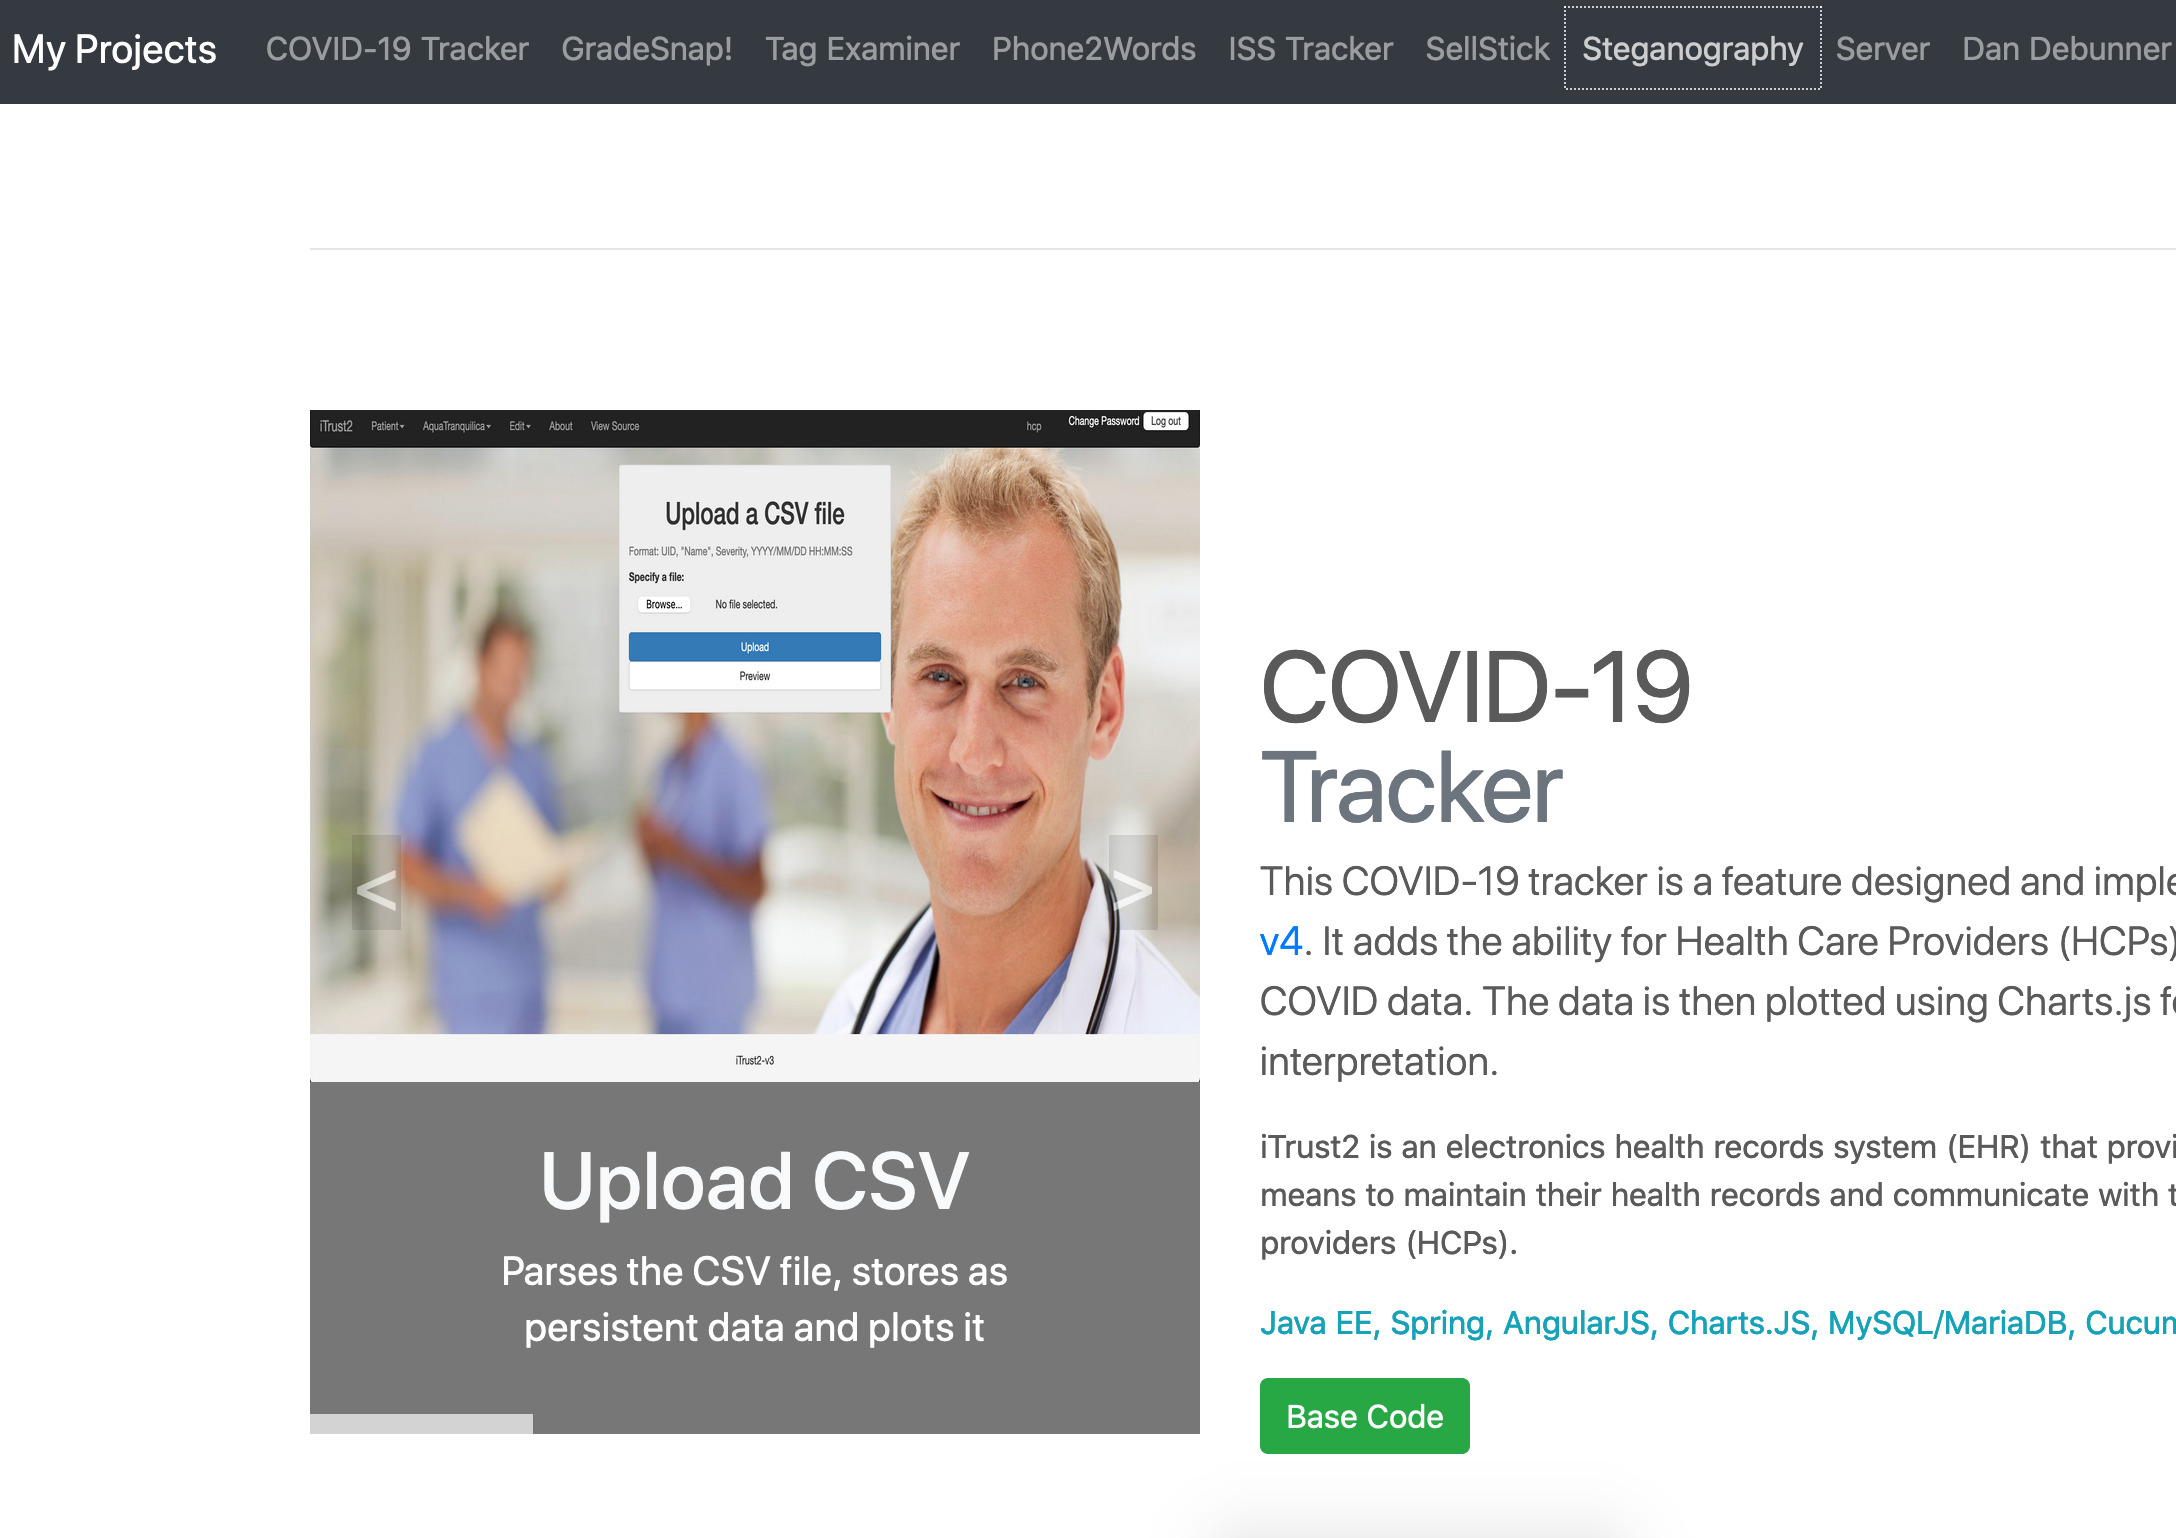 My Projects COVID-19 Tracker GradeSnap! Tag Examiner Phone2Words ISS Tracker SellStick Steganography Server Dan Debunner
iTrust2 Patient AquaTranquilica Edit About View Source hcp Change Password Log out
Upload a CSV file
Format: UID, "Name", Severity, YYYY/MM/DD HH:MM:SS
Specify a file:
Browse... No file selected.
Upload
Preview
< >
iTrust2-v3
Upload CSV
Parses the CSV file, stores as
persistent data and plots it
COVID-19
Tracker
This COVID-19 tracker is a feature designed and imple
v4. It adds the ability for Health Care Providers (HCPs)
COVID data. The data is then plotted using Charts.js fo
interpretation.
iTrust2 is an electronics health records system (EHR) that provi
means to maintain their health records and communicate with t
providers (HCPs).
Java EE, Spring, AngularJS, Charts.JS, MySQL/MariaDB, Cucum
Base Code